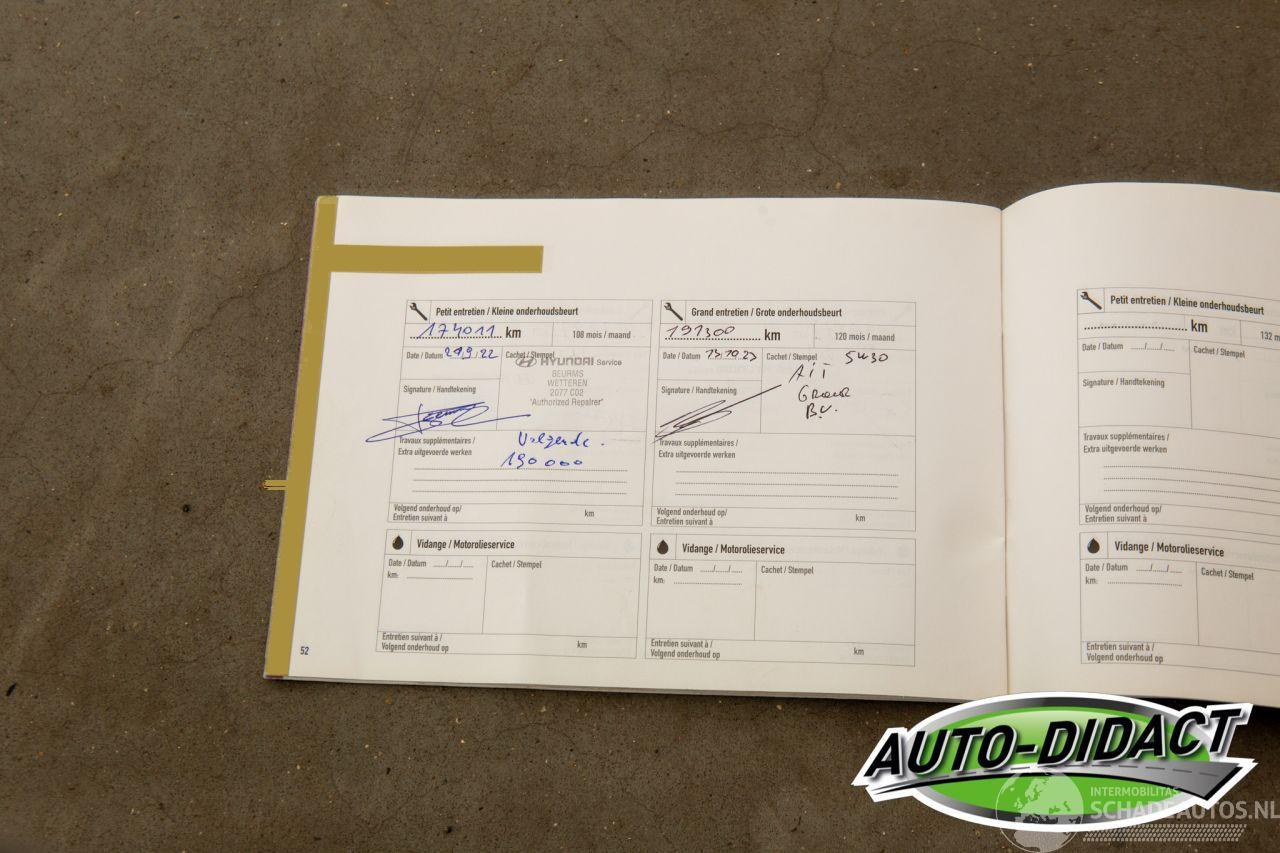 Petit entretien / Kleine onderhoudsbeurt
174011 km
108 mois / maand
Date / Datum 29.9.22
Cachet / Stempel
HYUNDAI Service
BEURMS
WETTEREN
2077 C02
"Authorized Repairer"
Signature / Handtekening
Travaux supplémentaires /
Extra uitgevoerde werken
Volgende.
190000
Volgend onderhoud op/
Entretien suivant à
km
Grand entretien / Grote onderhoudsbeurt
191300 km
120 mois / maand
Date / Datum 13.10.23
Cachet / Stempel
5W30
B.V.
Signature / Handtekening
Travaux supplémentaires /
Extra uitgevoerde werken
Volgend onderhoud op/
Entretien suivant à
km
Vidange / Motorolieservice
Date / Datum ...../...../.....
km:
Cachet / Stempel
Entretien suivant à /
Volgend onderhoud op
km
Vidange / Motorolieservice
Date / Datum ...../...../.....
km:
Cachet / Stempel
Entretien suivant à /
Volgend onderhoud op
km
52
Petit entretien / Kleine onderhoudsbeurt
km
132 m
Date / Datum ...../...../.....
Cachet / Stempel
Signature / Handtekening
Travaux supplémentaires /
Extra uitgevoerde werken
Volgend onderhoud op/
Entretien suivant à
Vidange / Motorolieservice
Date / Datum ...../...../.....
km:
Cachet / Stempel
Entretien suivant à /
Volgend onderhoud op
AUTO-DIDACT
INTERMOBILITAS
SCHADEAUTOS.NL